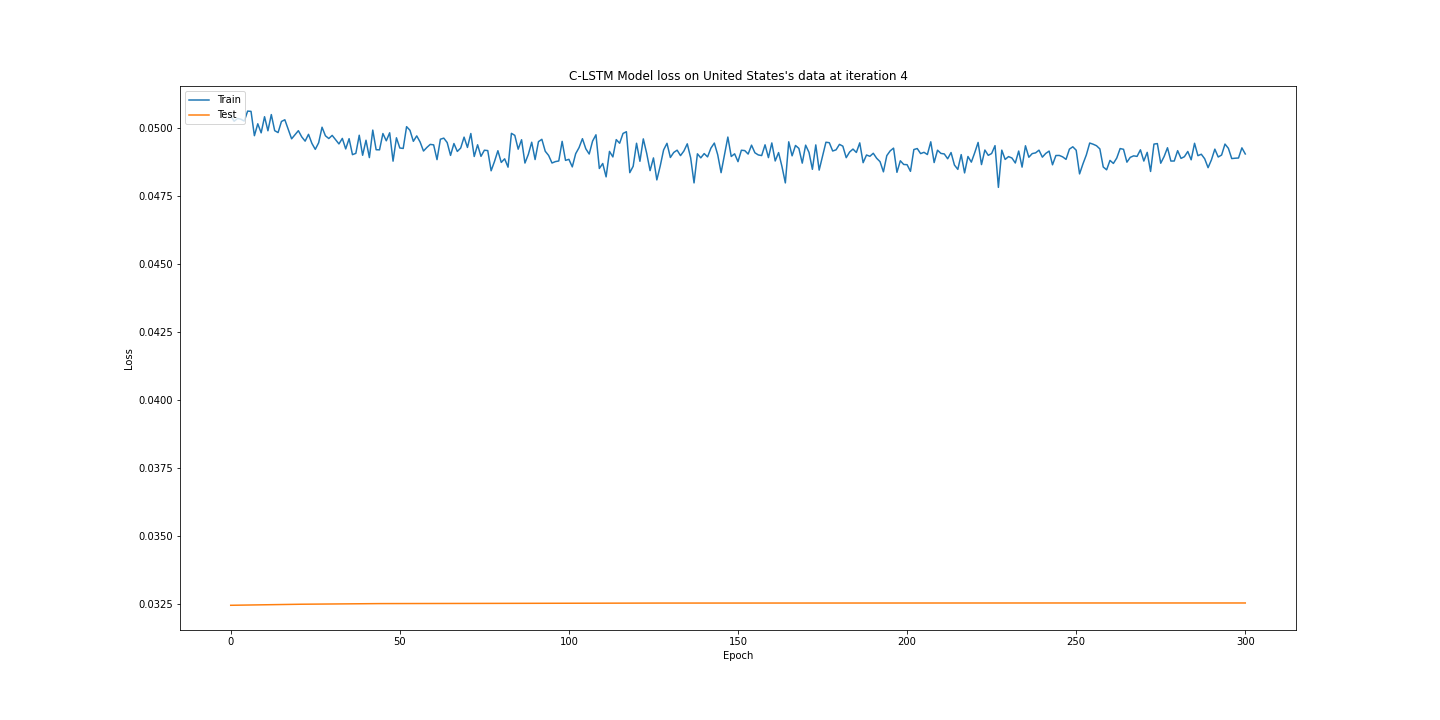 C-LSTM Model loss on United States's data at iteration 4
Train
Test
0.0500
0.0475
0.0450
0.0425
0.0400
0.0375
0.0350
0.0325
Loss
0 50 100 150 200 250 300
Epoch